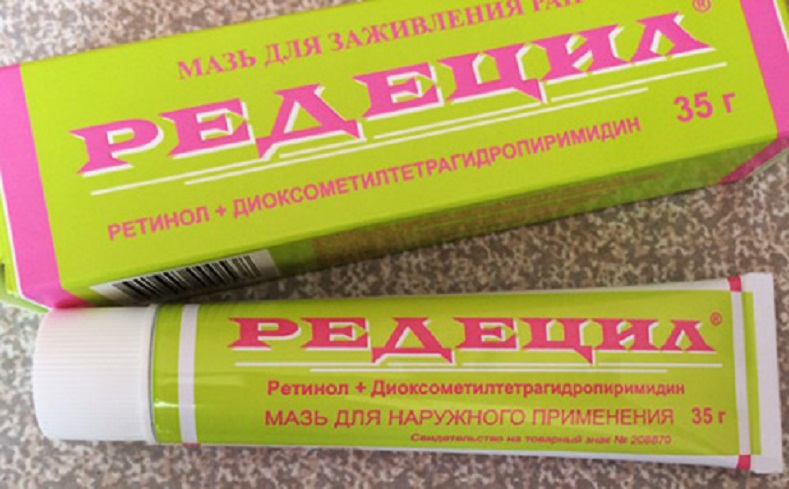 МАЗЬ ДЛЯ ЗАЖИВЛЕНИЯ РАН
РЕДЕЦИЛ®
35 г
РЕТИНОЛ + ДИОКСОМЕТИЛТЕТРАГИДРОПИРИМИДИН
РЕДЕЦИЛ®
Ретинол + Диоксометилтетрагидропиримидин
МАЗЬ ДЛЯ НАРУЖНОГО ПРИМЕНЕНИЯ 35 г
Свидетельство на товарный знак № 208870